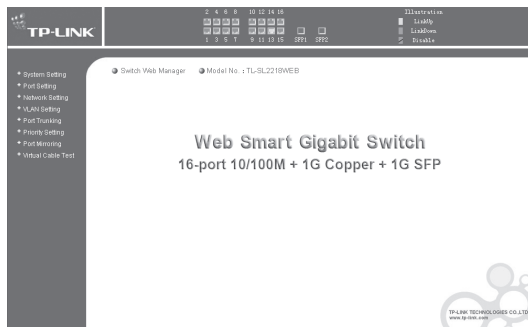 TP-LINK
2 4 6 8 10 12 14 16
1 3 5 7 9 11 13 15 SFP1 SFP2
Illustration
LinkUp
LinkDown
Disable
System Setting
Port Setting
Network Setting
VLAN Setting
Port Trunking
Priority Setting
Port Mirroring
Virtual Cable Test
Switch Web Manager Model No. : TL-SL2218WEB
Web Smart Gigabit Switch
16-port 10/100M + 1G Copper + 1G SFP
TP-LINK TECHNOLOGIES CO.,LTD
www.tp-link.com